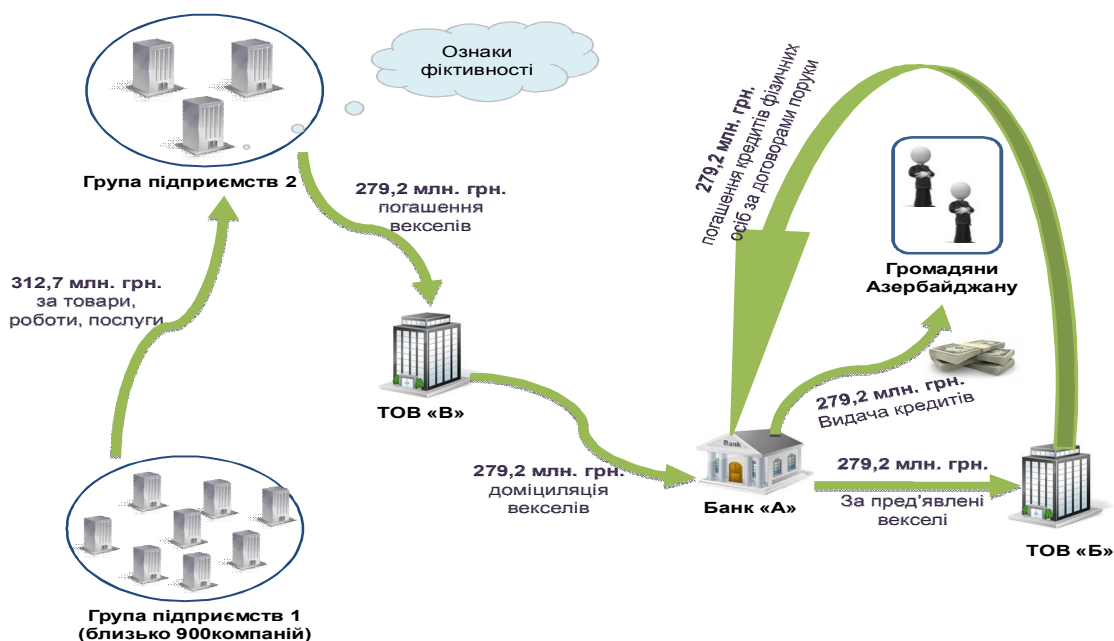 Ознаки
фіктивності
Група підприємств 2
279,2 млн. грн.
погашення
векселів
312,7 млн. грн.
за товари,
роботи, послуги
ТОВ «В»
279,2 млн. грн.
доміциляція
векселів
Група підприємств 1
(близько 900компаній)
279,2 млн. грн.
погашення кредитів фізичних
осіб за договорами поруки
Громадяни
Азербайджану
279,2 млн. грн.
Видача кредитів
Bank
Банк «А»
279,2 млн. грн.
За пред'явлені
векселі
ТОВ «Б»